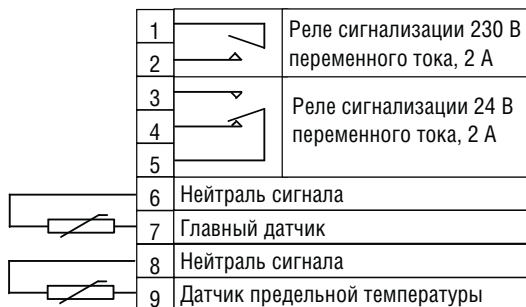 1
2
Реле сигнализации 230 В
переменного тока, 2 А
3
4
5
Реле сигнализации 24 В
переменного тока, 2 А
6 Нейтраль сигнала
7 Главный датчик
8 Нейтраль сигнала
9 Датчик предельной температуры